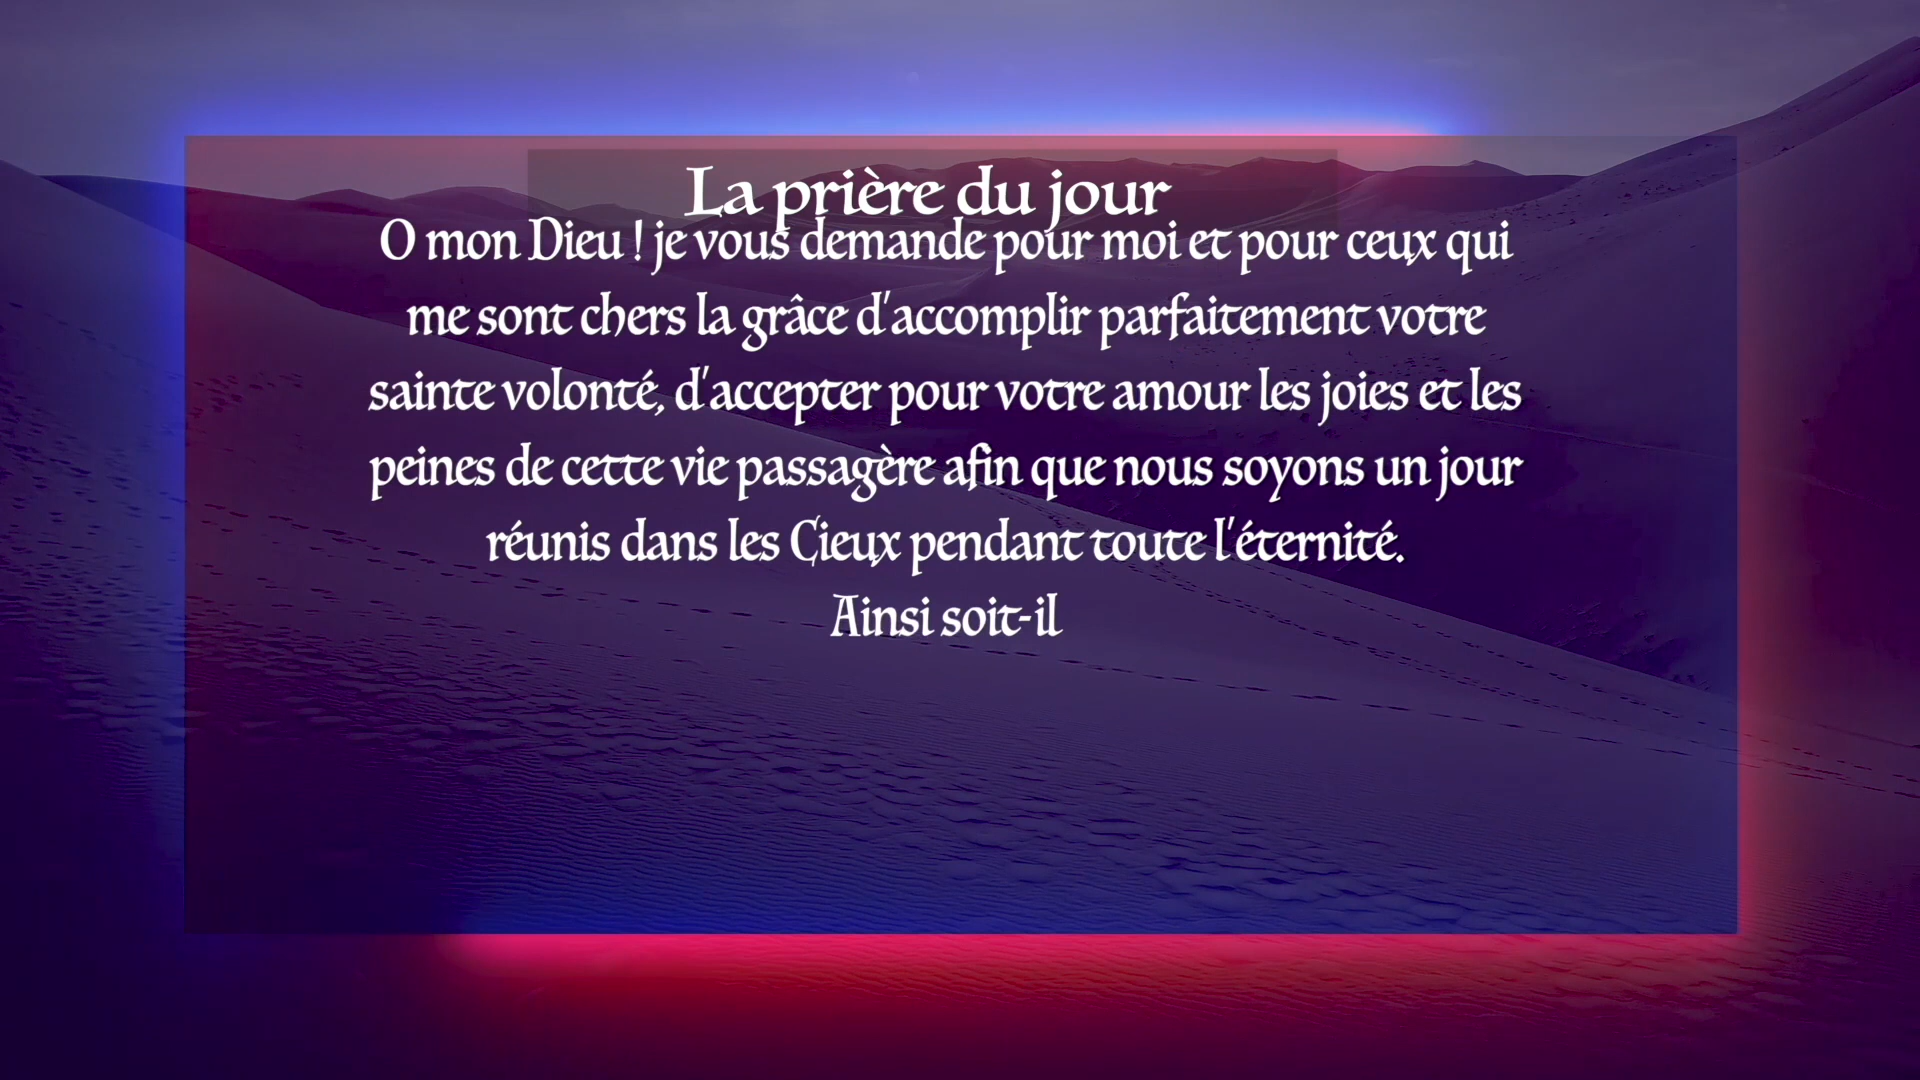 La prière du jour
O mon Dieu ! je vous demande pour moi et pour ceux qui
me sont chers la grâce d'accomplir parfaitement votre
sainte volonté, d'accepter pour votre amour les joies et les
peines de cette vie passagère afin que nous soyons un jour
réunis dans les Cieux pendant toute l'éternité.
Ainsi soit-il